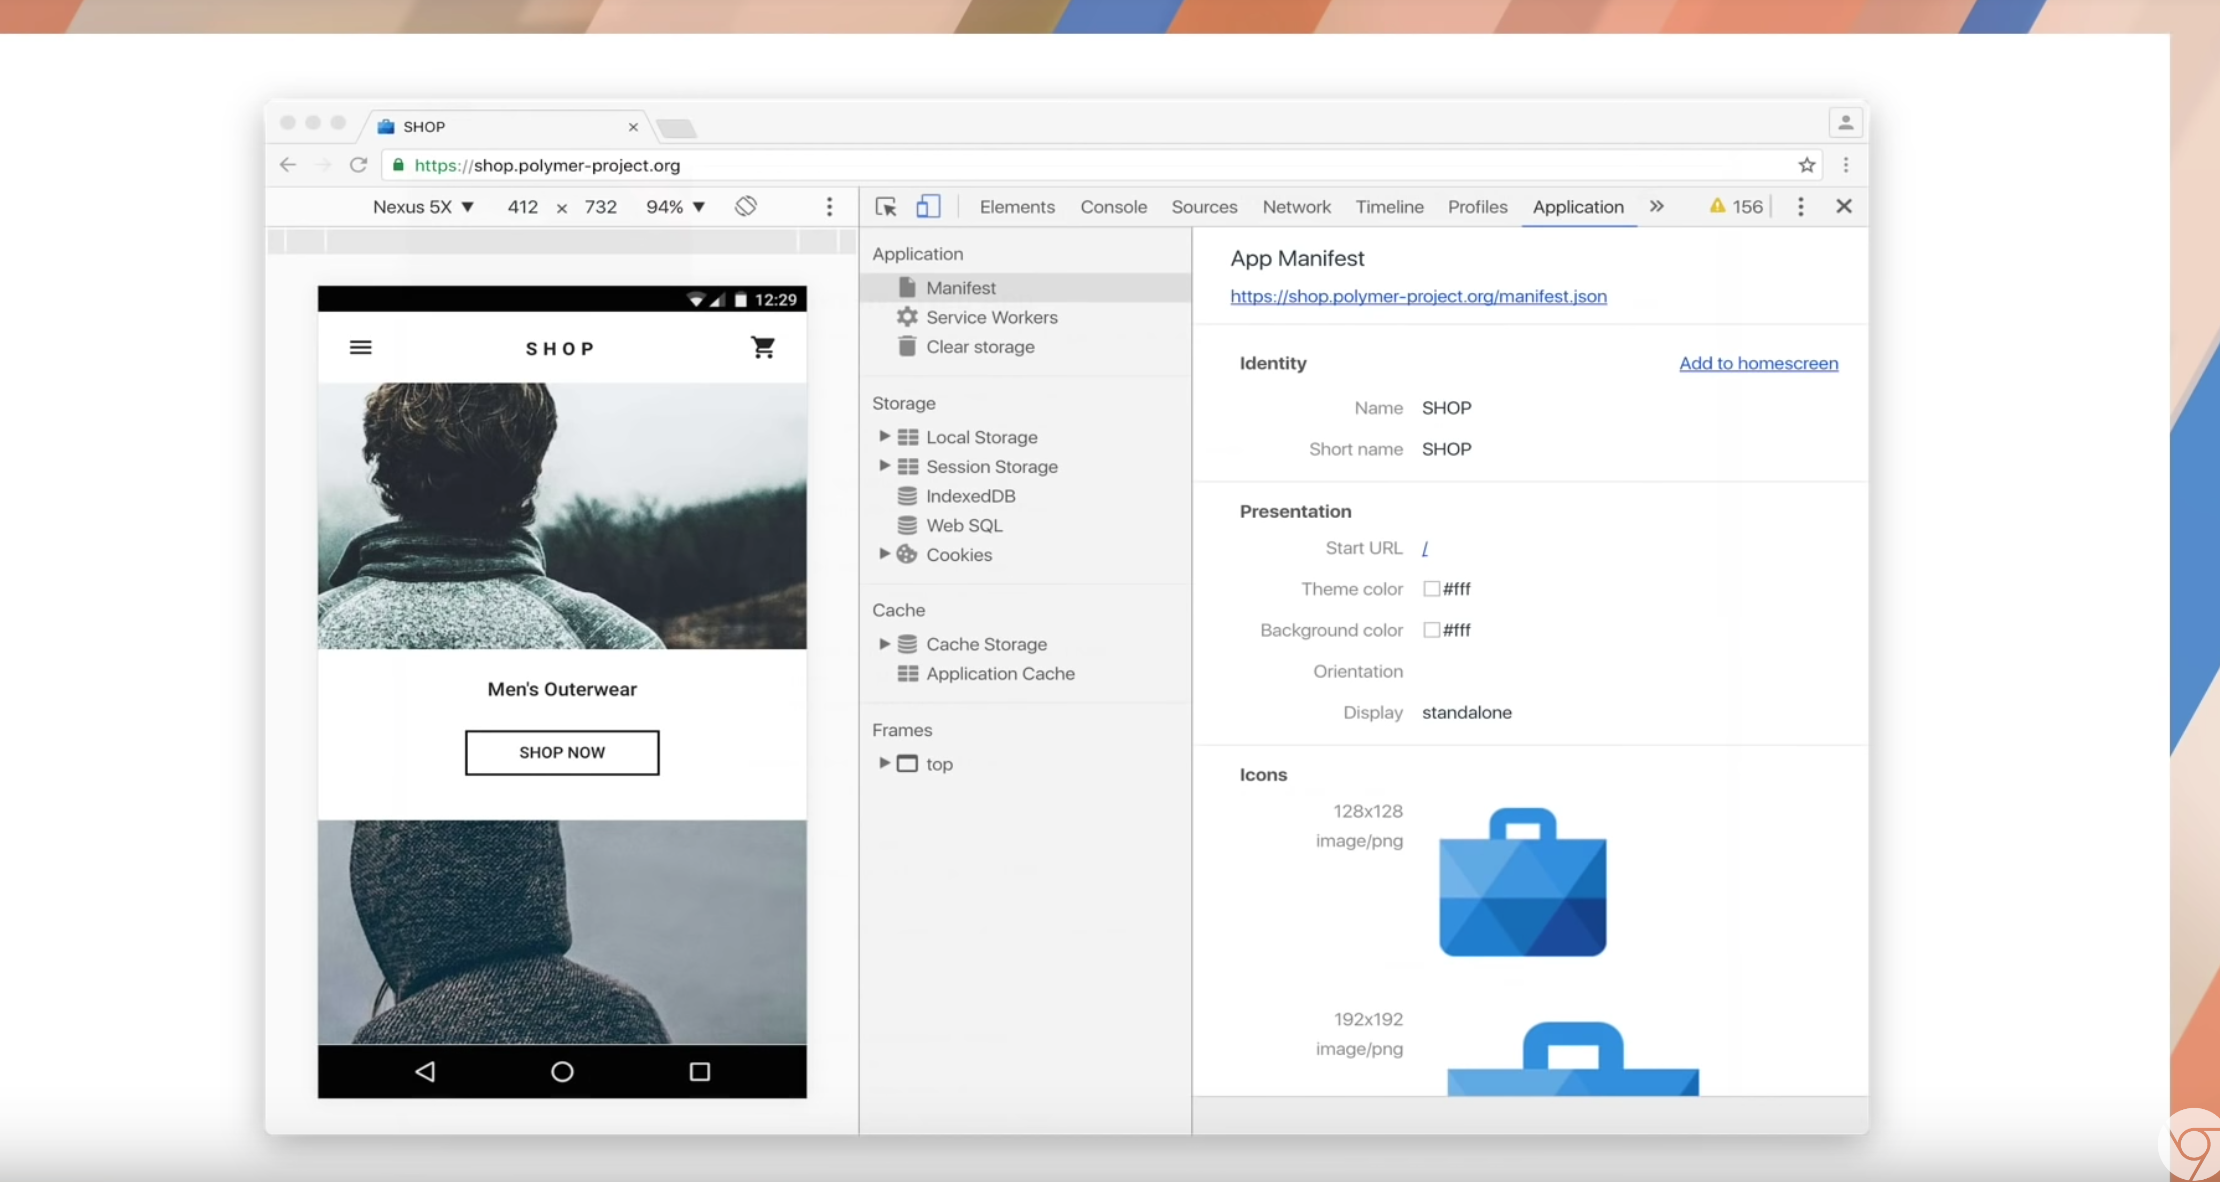 SHOP
https://shop.polymer-project.org
Nexus 5X ▼ 412 × 732 94% ▼
Elements Console Sources Network Timeline Profiles Application » 156
12:29
SHOP
Men's Outerwear
SHOP NOW
Application
Manifest
Service Workers
Clear storage
Storage
Local Storage
Session Storage
IndexedDB
Web SQL
Cookies
Cache
Cache Storage
Application Cache
Frames
top
App Manifest
https://shop.polymer-project.org/manifest.json
Identity Add to homescreen
Name SHOP
Short name SHOP
Presentation
Start URL /
Theme color #fff
Background color #fff
Orientation
Display standalone
Icons
128x128
image/png
192x192
image/png